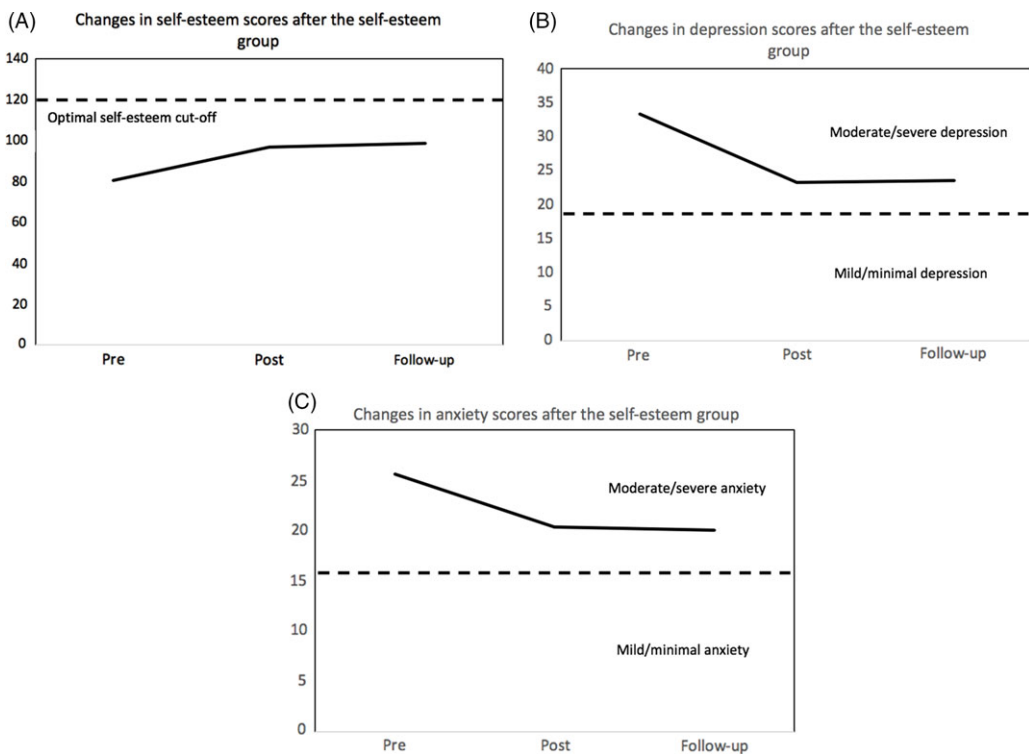 (A)
Changes in self-esteem scores after the self-esteem
group
140
120
Optimal self-esteem cut-off
100
80
60
40
20
0
Pre Post Follow-up
(B)
Changes in depression scores after the self-esteem
group
40
35
Moderate/severe depression
30
25
20
15
Mild/minimal depression
10
5
0
Pre Post Follow-up
(C)
Changes in anxiety scores after the self-esteem group
30
25
Moderate/severe anxiety
20
15
10
Mild/minimal anxiety
5
0
Pre Post Follow-up